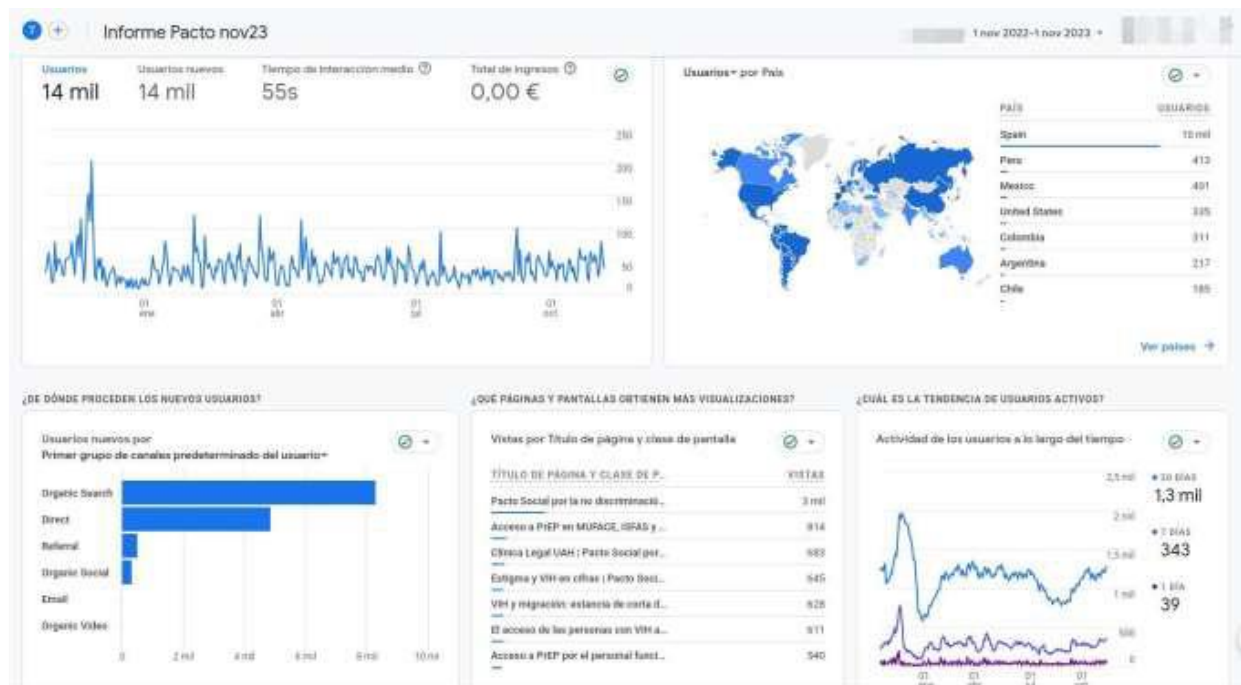 Informe Pacto nov23
1 nov 2022-1 nov 2023
Usuarios
14 mil
Usuarios nuevos
14 mil
Tiempo de interacción medio
55s
Total de ingresos
0,00 €
250
200
150
100
50
0
01
ene
01
abr
01
jul
01
oct
Usuarios por País
PAÍS
USUARIOS
Spain
10 mil
Peru
413
Mexico
401
United States
335
Colombia
311
Argentina
217
Chile
185
Ver países
¿DE DÓNDE PROCEDEN LOS NUEVOS USUARIOS?
Usuarios nuevos por
Primer grupo de canales predeterminado del usuario
Organic Search
Direct
Referral
Organic Social
Email
Organic Video
0
2 mil
4 mil
6 mil
8 mil
10 mil
¿QUÉ PÁGINAS Y PANTALLAS OBTIENEN MÁS VISUALIZACIONES?
Vistas por Título de página y clase de pantalla
TÍTULO DE PÁGINA Y CLASE DE P...
VISTAS
Pacto Social por la no discriminació...
3 mil
Acceso a PrEP en MUFACE, ISFAS y ...
814
Clínica Legal UAH | Pacto Social por...
683
Estigma y VIH en cifras | Pacto Soci...
645
VIH y migración: estancia de corta d...
628
El acceso de las personas con VIH a...
611
Acceso a PrEP por el personal funci...
540
¿CUÁL ES LA TENDENCIA DE USUARIOS ACTIVOS?
Actividad de los usuarios a lo largo del tiempo
2,5 mil
2 mil
1,5 mil
1 mil
500
0
30 DÍAS
1,3 mil
7 DÍAS
343
1 DÍA
39
01
01
01
01